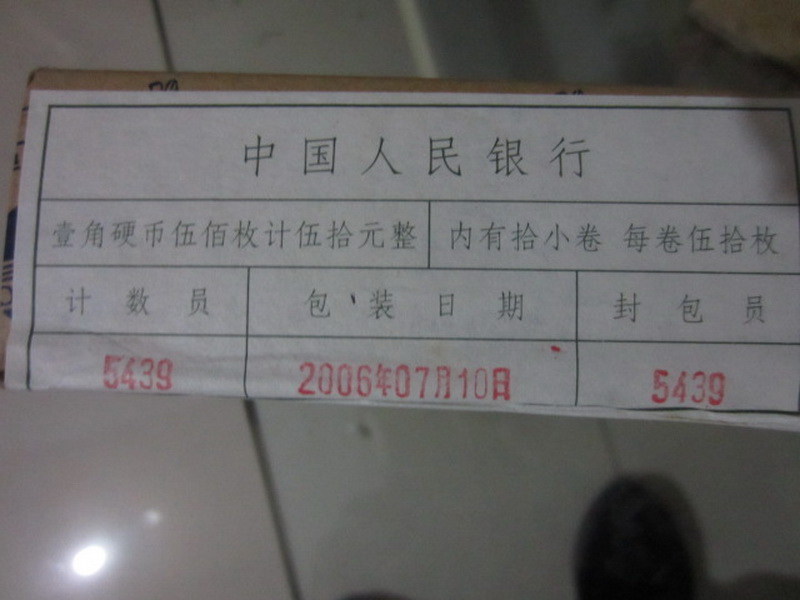 中国人民银行
壹角硬币伍佰枚计伍拾元整 内有拾小卷 每卷伍拾枚
计数员 包装日期 封包员
5439 2006年07月10日 5439